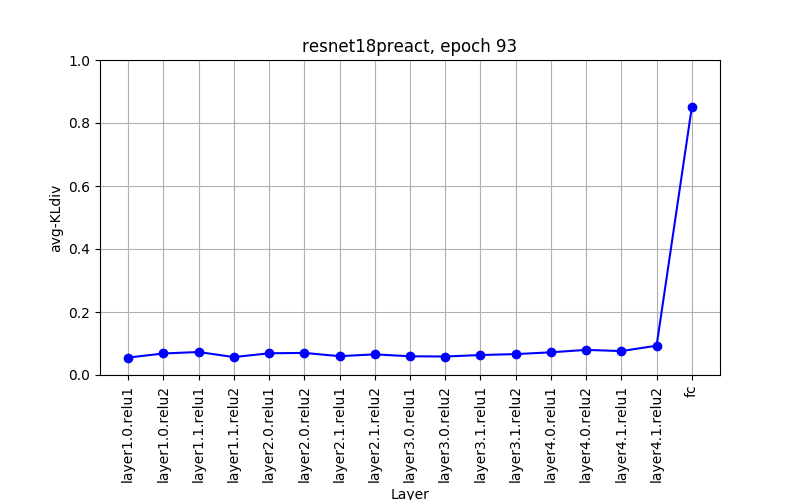 resnet18preact, epoch 93
avg-KLdiv
1.0
0.8
0.6
0.4
0.2
0.0
layer1.0.relu1
layer1.0.relu2
layer1.1.relu1
layer1.1.relu2
layer2.0.relu1
layer2.0.relu2
layer2.1.relu1
layer2.1.relu2
layer3.0.relu1
layer3.0.relu2
layer3.1.relu1
layer3.1.relu2
layer4.0.relu1
layer4.0.relu2
layer4.1.relu1
layer4.1.relu2
fc
Layer